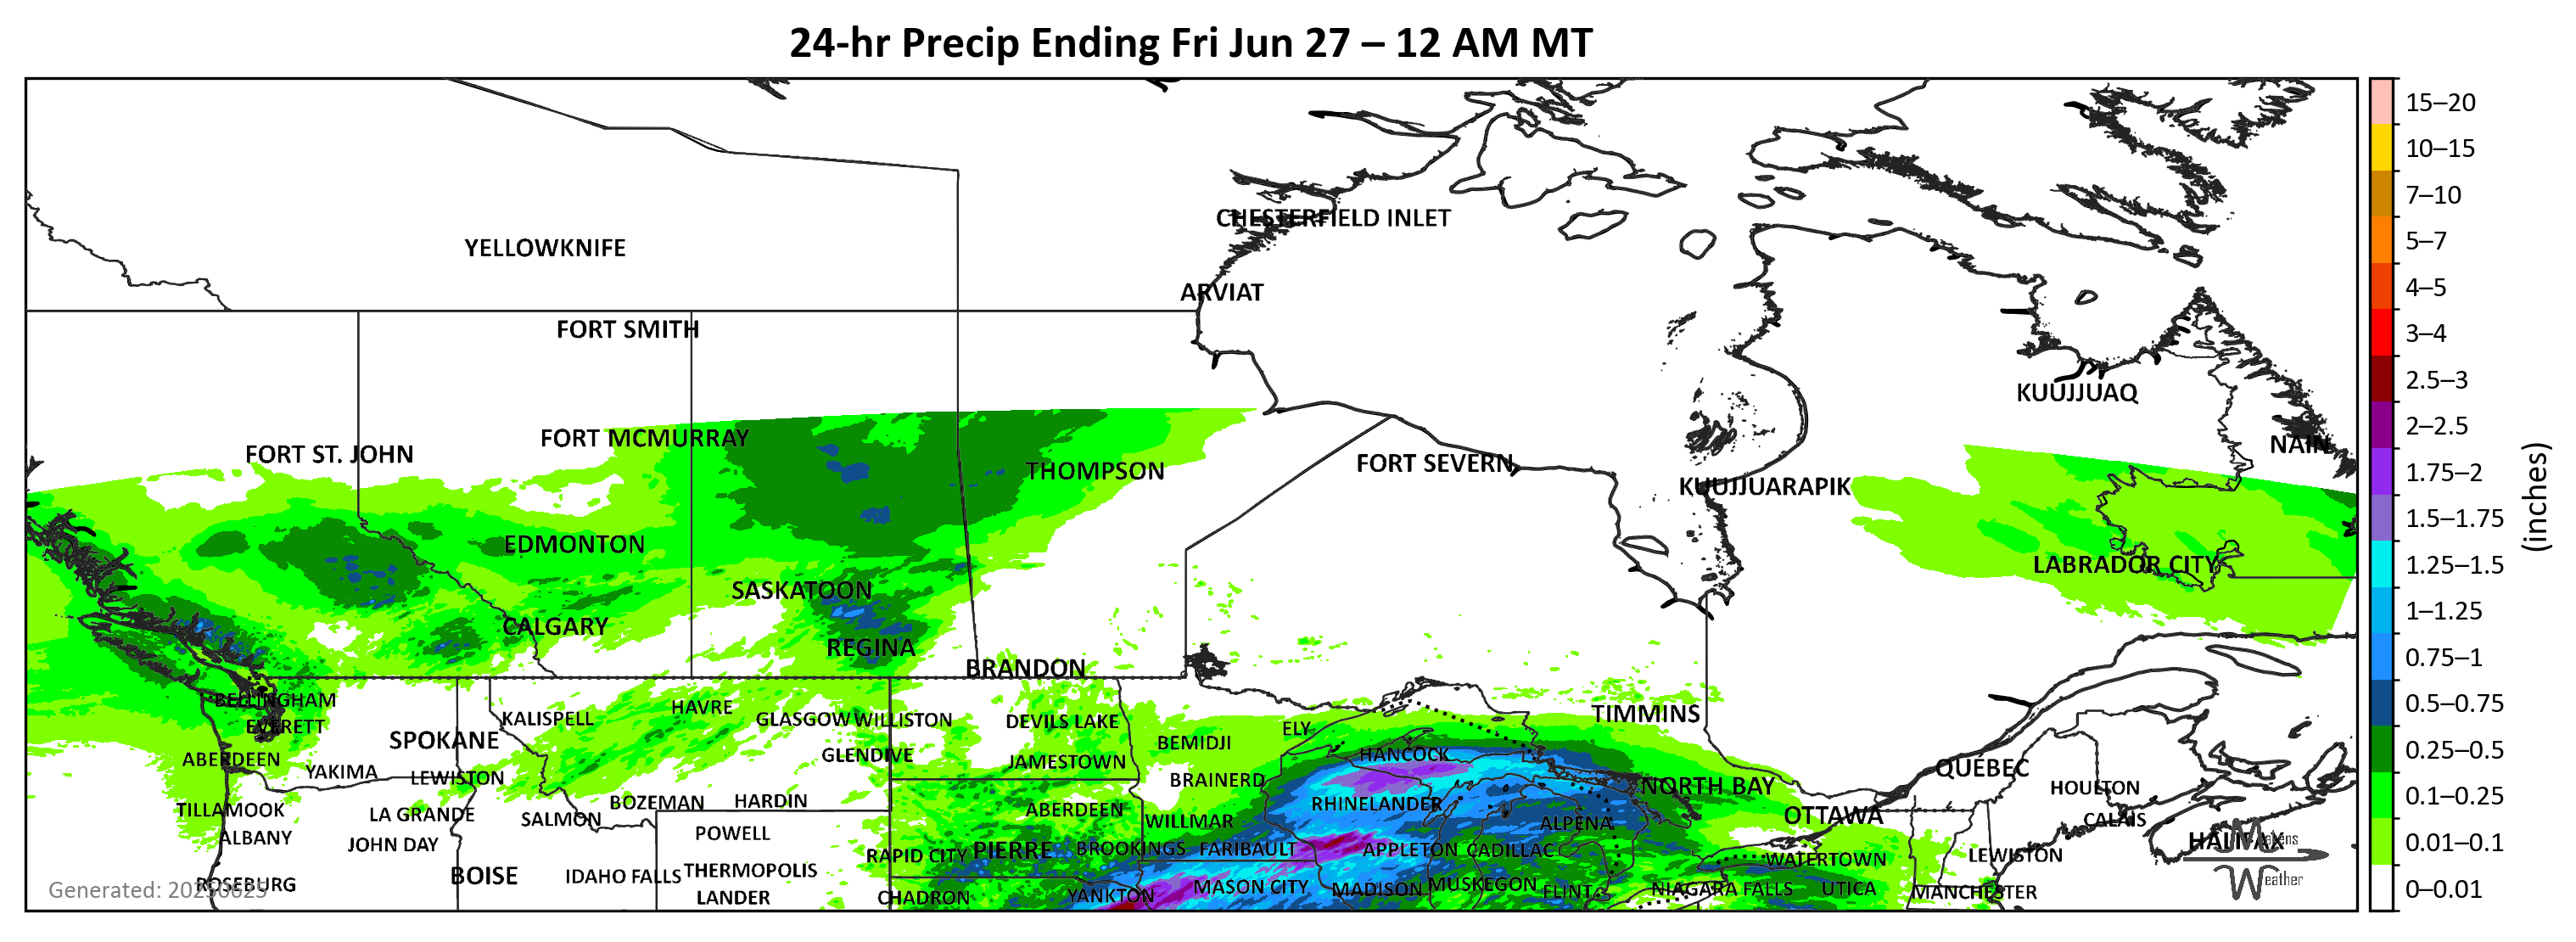 24-hr Precip Ending Fri Jun 27 – 12 AM MT
15–20
10–15
7–10
5–7
4–5
3–4
2.5–3
2–2.5
1.75–2
1.5–1.75
1.25–1.5
1–1.25
0.75–1
0.5–0.75
0.25–0.5
0.1–0.25
0.01–0.1
0–0.01
(inches)
CHESTERFIELD INLET
YELLOWKNIFE
ARVIAT
FORT SMITH
KUUJJUAQ
FORT MCMURRAY
NAIN
FORT ST. JOHN
FORT SEVERN
THOMPSON
KUUJJUARAPIK
EDMONTON
LABRADOR CITY
SASKATOON
CALGARY
REGINA
BRANDON
BELLINGHAM
HAVRE
KALISPELL
GLASGOW
WILLISTON
DEVILS LAKE
TIMMINS
EVERETT
ELY
SPOKANE
BEMIDJI
ABERDEEN
GLENDIVE
JAMESTOWN
HANCOCK
QUÉBEC
YAKIMA
LEWISTON
BRAINERD
NORTH BAY
HOULTON
BOZEMAN
HARDIN
RHINELANDER
TILLAMOOK
LA GRANDE
SALMON
ABERDEEN
WILLMAR
ALPENA
OTTAWA
CALAIS
ALBANY
JOHN DAY
POWELL
HALIFAX
Makens
Weather
RAPID CITY
PIERRE
BROOKINGS
FARIBAULT
APPLETON
CADILLAC
WATERTOWN
LEWISTON
BOISE
IDAHO FALLS
THERMOPOLIS
ROSEBURG
MASON CITY
MADISON
MUSKEGON
FLINT
NIAGARA FALLS
UTICA
MANCHESTER
LANDER
CHADRON
YANKTON
Generated: 20250625